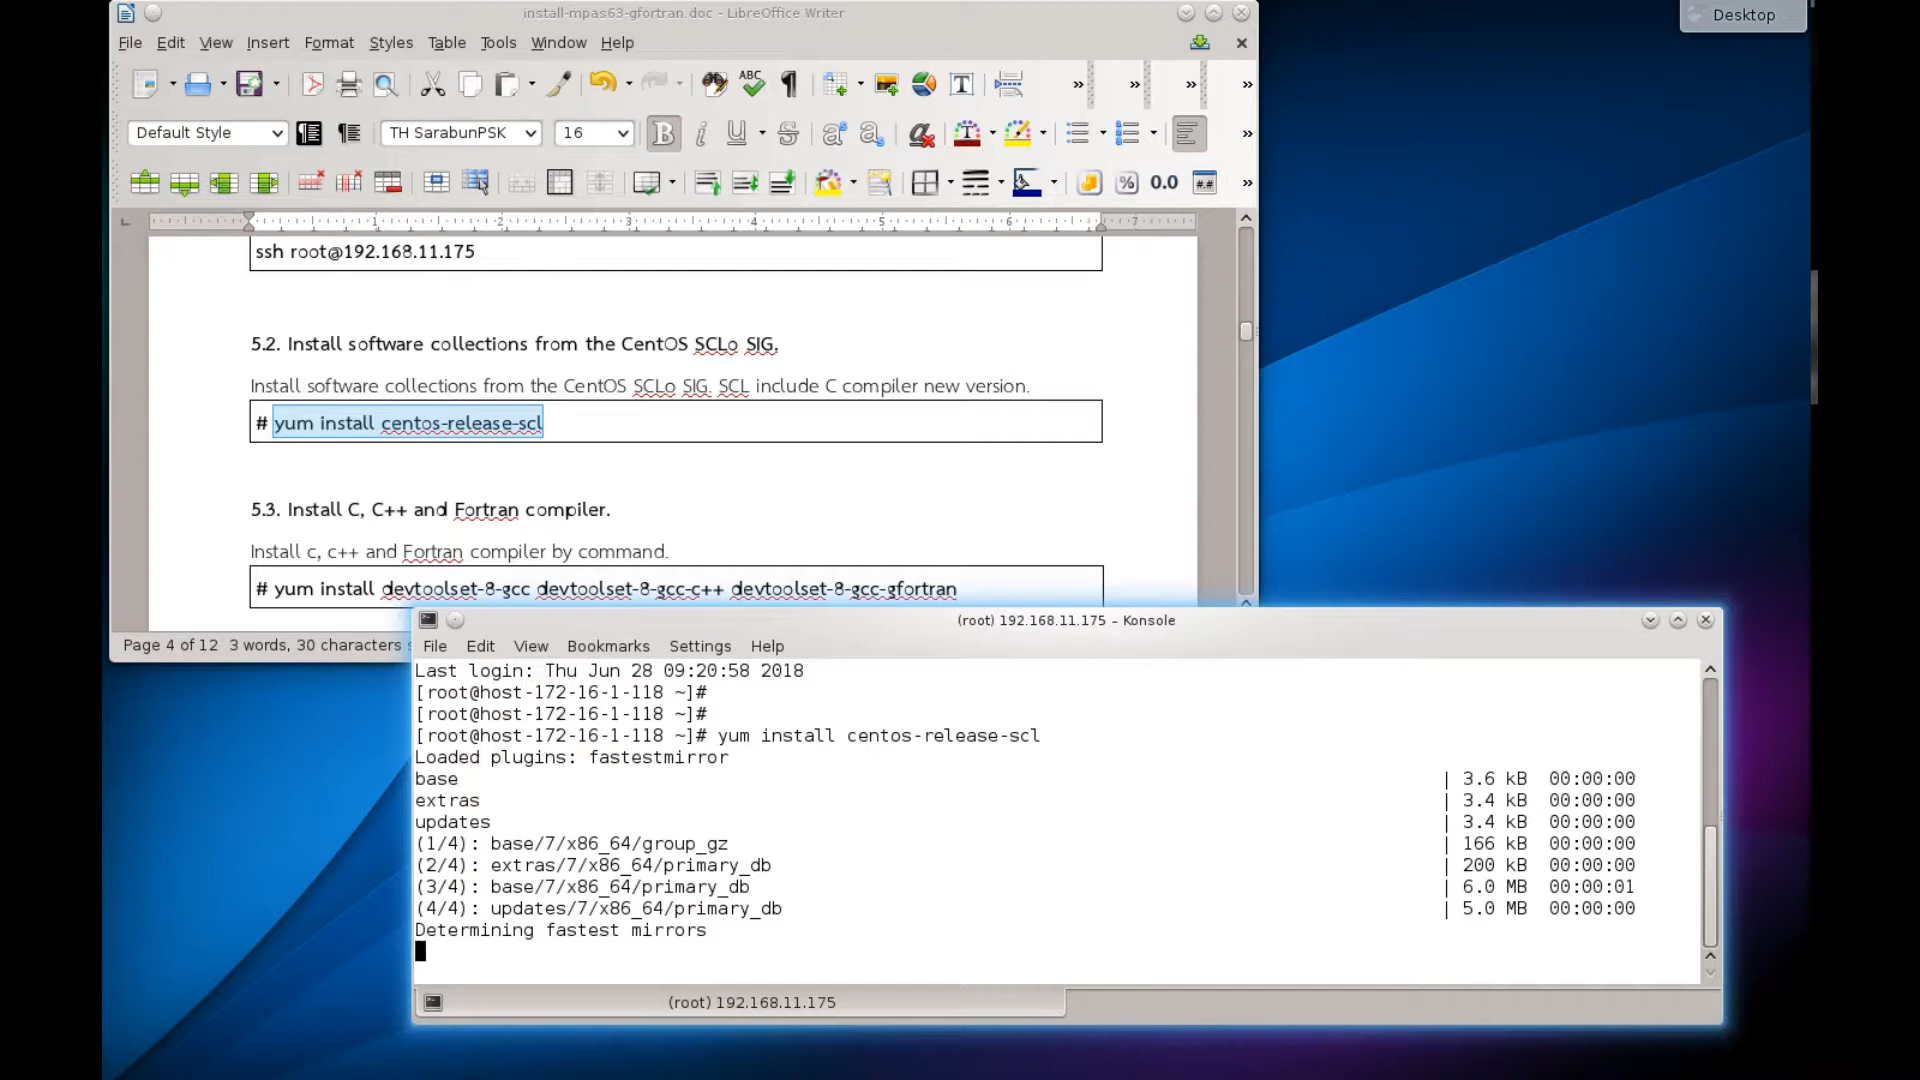 install-mpas63-gfortran.doc - LibreOffice Writer
Desktop
File Edit View Insert Format Styles Table Tools Window Help
ABC
Default Style TH SarabunPSK 16
0.0
1 2 3 4 5 6 7
ssh root@192.168.11.175
5.2. Install software collections from the CentOS SCLo SIG.
Install software collections from the CentOS SCLo SIG. SCL include C compiler new version.
# yum install centos-release-scl
5.3. Install C, C++ and Fortran compiler.
Install c, c++ and Fortran compiler by command.
# yum install devtoolset-8-gcc devtoolset-8-gcc-c++ devtoolset-8-gcc-gfortran
Page 4 of 12 3 words, 30 characters
(root) 192.168.11.175 – Konsole
File Edit View Bookmarks Settings Help
Last login: Thu Jun 28 09:20:58 2018
[root@host-172-16-1-118 ~]#
[root@host-172-16-1-118 ~]#
[root@host-172-16-1-118 ~]# yum install centos-release-scl
Loaded plugins: fastestmirror
base | 3.6 kB 00:00:00
extras | 3.4 kB 00:00:00
updates | 3.4 kB 00:00:00
(1/4): base/7/x86_64/group_gz | 166 kB 00:00:00
(2/4): extras/7/x86_64/primary_db | 200 kB 00:00:00
(3/4): base/7/x86_64/primary_db | 6.0 MB 00:00:01
(4/4): updates/7/x86_64/primary_db | 5.0 MB 00:00:00
Determining fastest mirrors
(root) 192.168.11.175